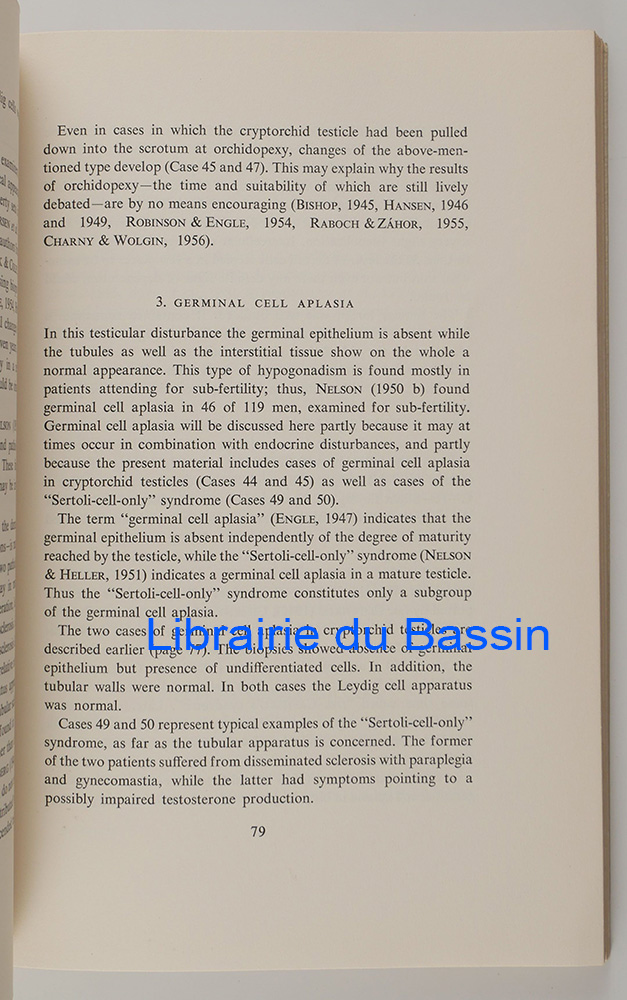 Even in cases in which the cryptorchid testicle had been pulled
down into the scrotum at orchidopexy, changes of the above-men-
tioned type develop (Case 45 and 47). This may explain why the results
of orchidopexy—the time and suitability of which are still lively
debated—are by no means encouraging (BISHOP, 1945, HANSEN, 1946
and 1949, ROBINSON & ENGLE, 1954, RABOCH & ZÁHOR, 1955,
CHARNY & WOLGIN, 1956).
3. GERMINAL CELL APLASIA
In this testicular disturbance the germinal epithelium is absent while
the tubules as well as the interstitial tissue show on the whole a
normal appearance. This type of hypogonadism is found mostly in
patients attending for sub-fertility; thus, NELSON (1950 b) found
germinal cell aplasia in 46 of 119 men, examined for sub-fertility.
Germinal cell aplasia will be discussed here partly because it may at
times occur in combination with endocrine disturbances, and partly
because the present material includes cases of germinal cell aplasia
in cryptorchid testicles (Cases 44 and 45) as well as cases of the
“Sertoli-cell-only” syndrome (Cases 49 and 50).
The term “germinal cell aplasia” (ENGLE, 1947) indicates that the
germinal epithelium is absent independently of the degree of maturity
reached by the testicle, while the “Sertoli-cell-only” syndrome (NELSON
& HELLER, 1951) indicates a germinal cell aplasia in a mature testicle.
Thus the “Sertoli-cell-only” syndrome constitutes only a subgroup
of the germinal cell aplasia.
The two cases of germinal cell aplasia in cryptorchid testicles are
Librairie du Bassin
described earlier (page 77). The biopsies showed absence of germinal
epithelium but presence of undifferentiated cells. In addition, the
tubular walls were normal. In both cases the Leydig cell apparatus
was normal.
Cases 49 and 50 represent typical examples of the “Sertoli-cell-only”
syndrome, as far as the tubular apparatus is concerned. The former
of the two patients suffered from disseminated sclerosis with paraplegia
and gynecomastia, while the latter had symptoms pointing to a
possibly impaired testosterone production.
79